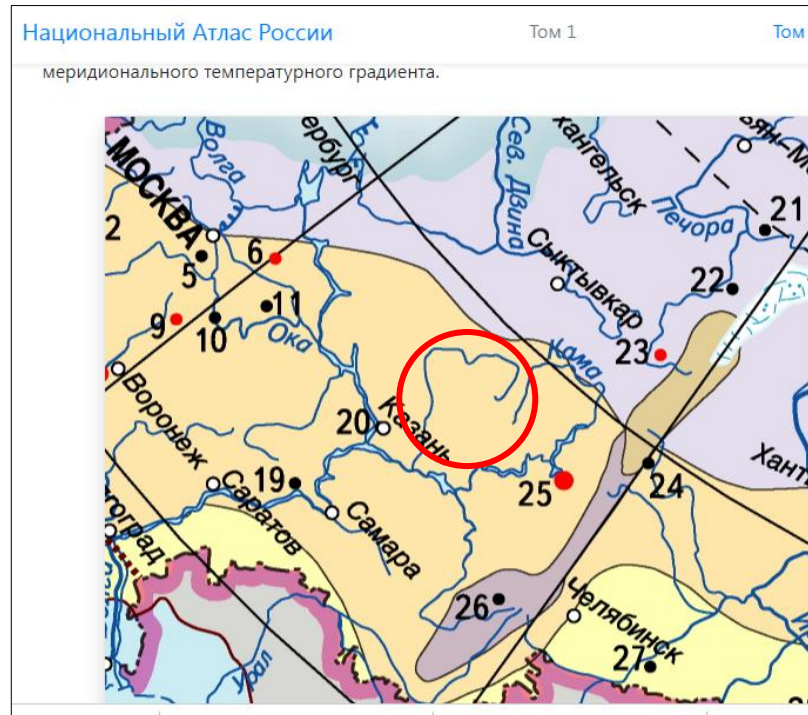 Национальный Атлас России
Том 1
Том
меридионального температурного градиента.
ербург
Сев. Двина
хангельск
Волга
МОСКВА
Печора
21
2
Сыктывкар
6
5
22
11
9
10
Ока
Кама
23
Воронеж
Казань
20
Ханти
19
Саратов
25
24
гоград
Самара
26
Челябинск
27
Урал